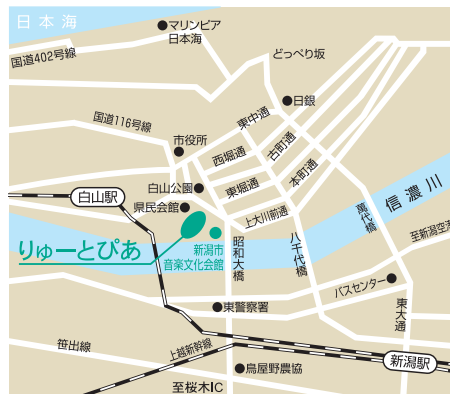 日本海
マリンピア
日本海
国道402号線
どっぺり坂
日銀
国道116号線
東中通
市役所
古町通
西堀通
本町通
白山公園
東堀通
白山駅
県民会館
上大川前通
信濃川
萬代橋
りゅーとぴあ
新潟市
音楽文化会館
昭和大橋
八千代橋
至新潟空港
バスセンター
東警察署
東大通
笹出線
上越新幹線
新潟駅
鳥屋野農協
至桜木IC